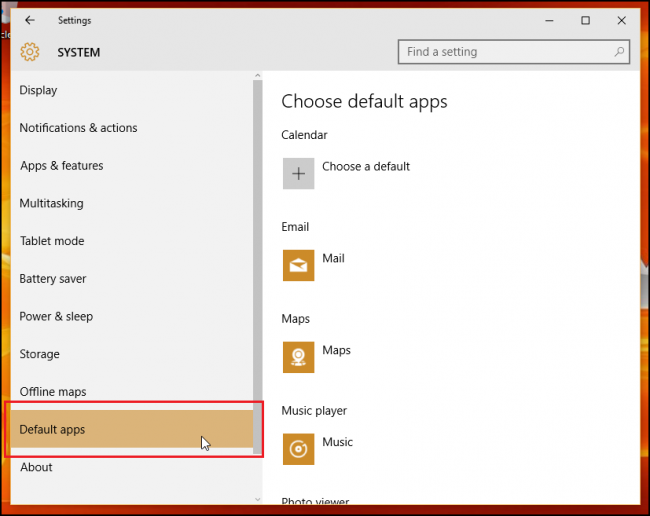 Settings
SYSTEM
Find a setting
Display
Notifications & actions
Apps & features
Multitasking
Tablet mode
Battery saver
Power & sleep
Storage
Offline maps
Default apps
About
Choose default apps
Calendar
Choose a default
Email
Mail
Maps
Maps
Music player
Music
Photo viewer